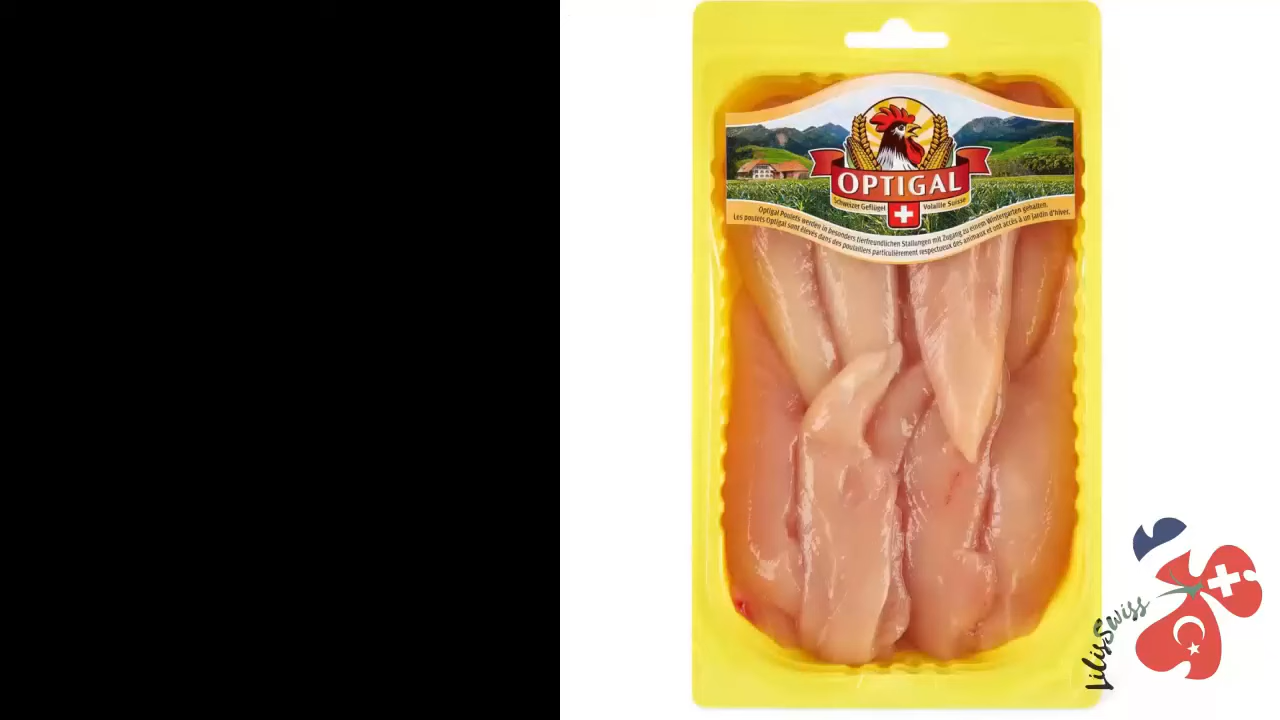 OPTIGAL
Schweizer Geflügel Volaille Suisse
Optigal Poulets werden in besonders tierfreundlichen Stallungen mit Zugang zu einem Wintergarten gehalten.
Les poulets Optigal sont élevés dans des poulaillers particulièrement respectueux des animaux et ont accès à un jardin d'hiver.
LilisSwiss